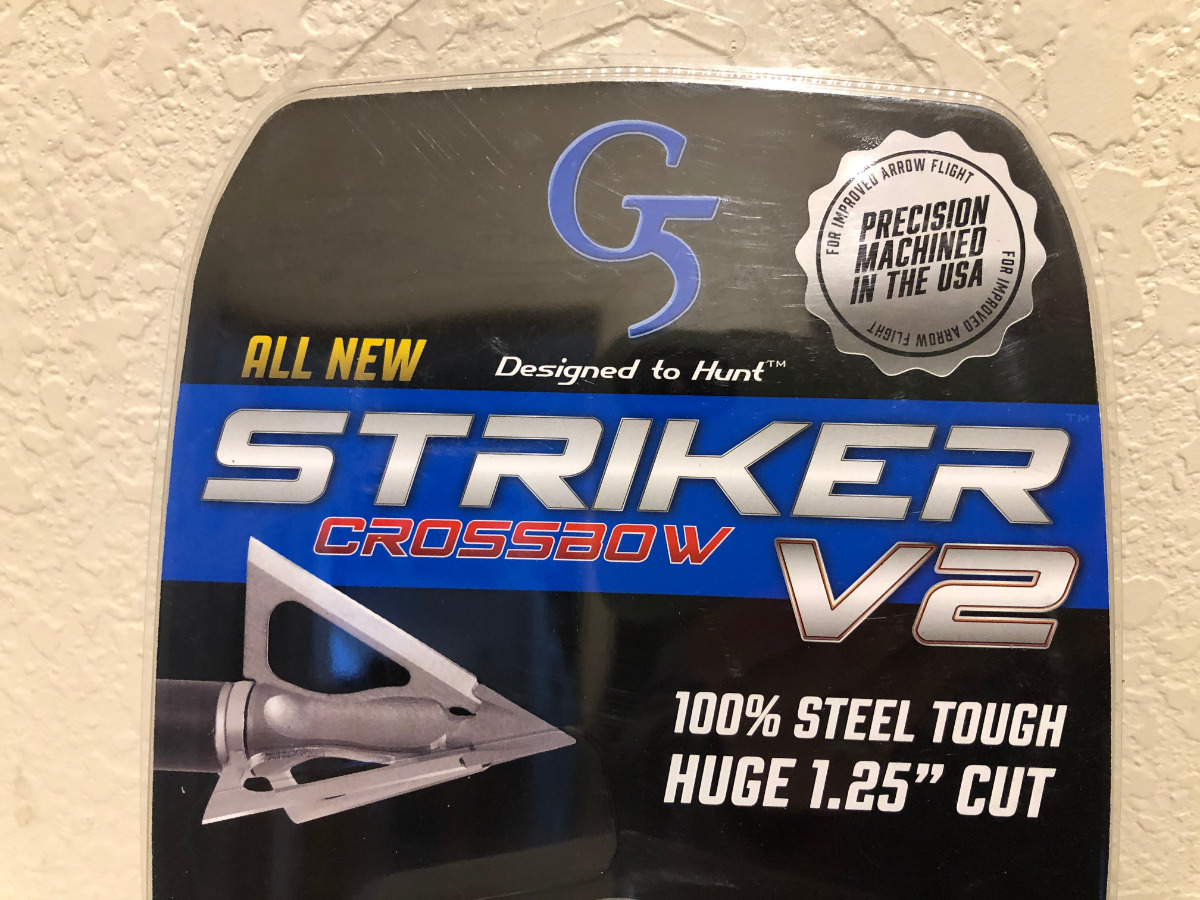 G5
FOR IMPROVED ARROW FLIGHT
PRECISION
MACHINED
IN THE USA
FOR IMPROVED ARROW FLIGHT
ALL NEW
Designed to Hunt™
STRIKER™
CROSSBOW
V2
100% STEEL TOUGH
HUGE 1.25” CUT